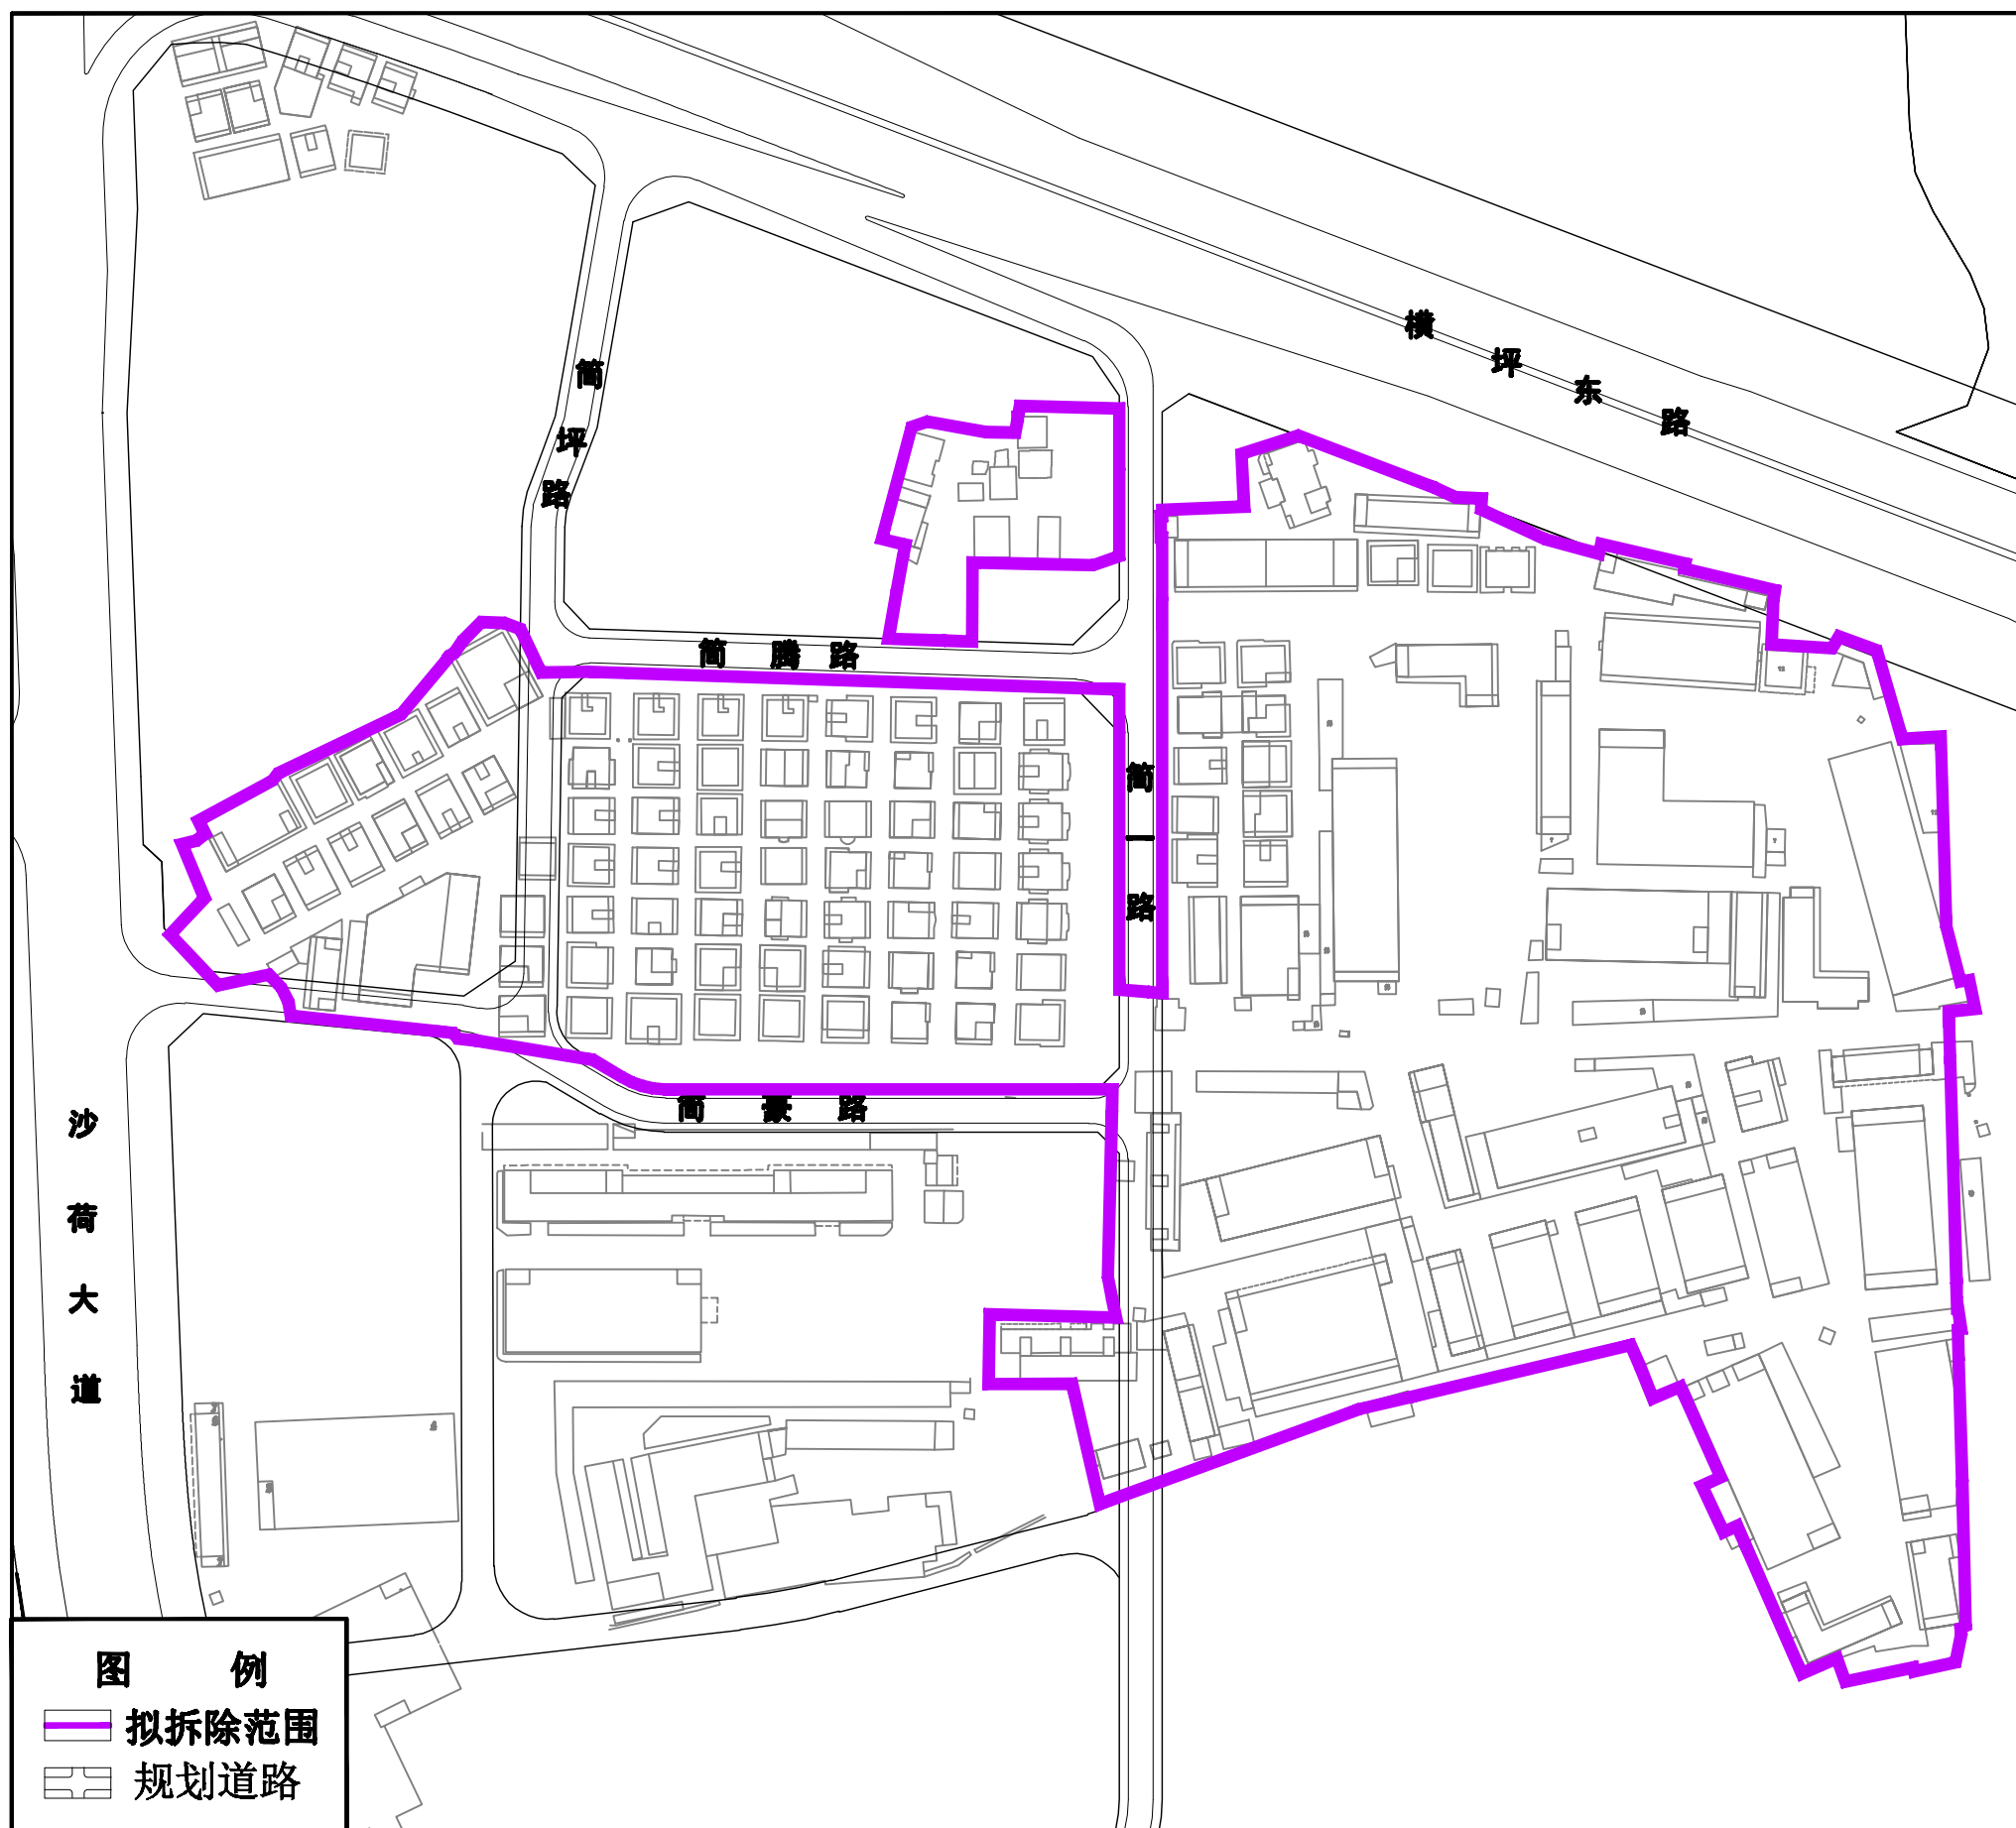 横坪东路
简坪路
简腾路
简一路
简豪路
沙荷大道
图 例
拟拆除范围
规划道路